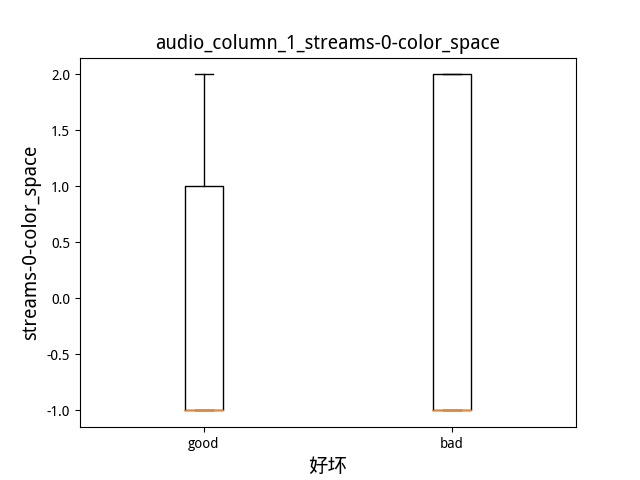 audio_column_1_streams-0-color_space
streams-0-color_space
2.0
1.5
1.0
0.5
0.0
-0.5
-1.0
good
bad
好坏